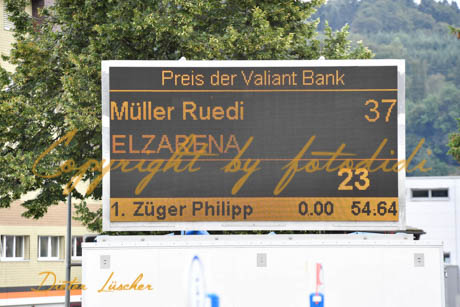 Preis der Valiant Bank
Müller Ruedi 37
ELZARENA
Copyright by fotodidi
23
1. Züger Philipp 0.00 54.64
Dieter Lüscher